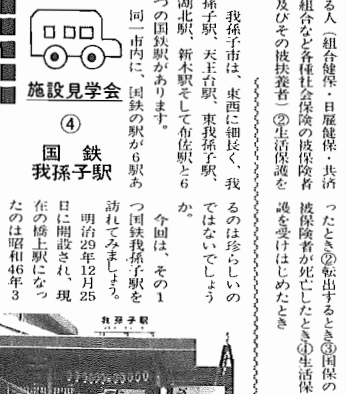 る人（組合健保・日雇健保・共済
組合など各種社会保険の被保険者
及びその被扶養者）②生活保護を
ったとき②転出するとき③国保の
被保険者が死亡したとき④生活保
護を受けはじめたとき
施設見学会
④
国鉄
我孫子駅
我孫子市は、東西に細長く、我
孫子駅、天王台駅、東我孫子駅、
湖北駅、新木駅そして布佐駅と6
つの国鉄駅があります。
同一市内に、国鉄の駅が6駅あ
るのは珍らしいの
ではないでしょう
か。
今回は、その1
つ国鉄我孫子駅を
訪れてみましょう。
明治29年12月25
日に開設され、現
在の橋上駅になっ
たのは昭和46年3
我孫子駅